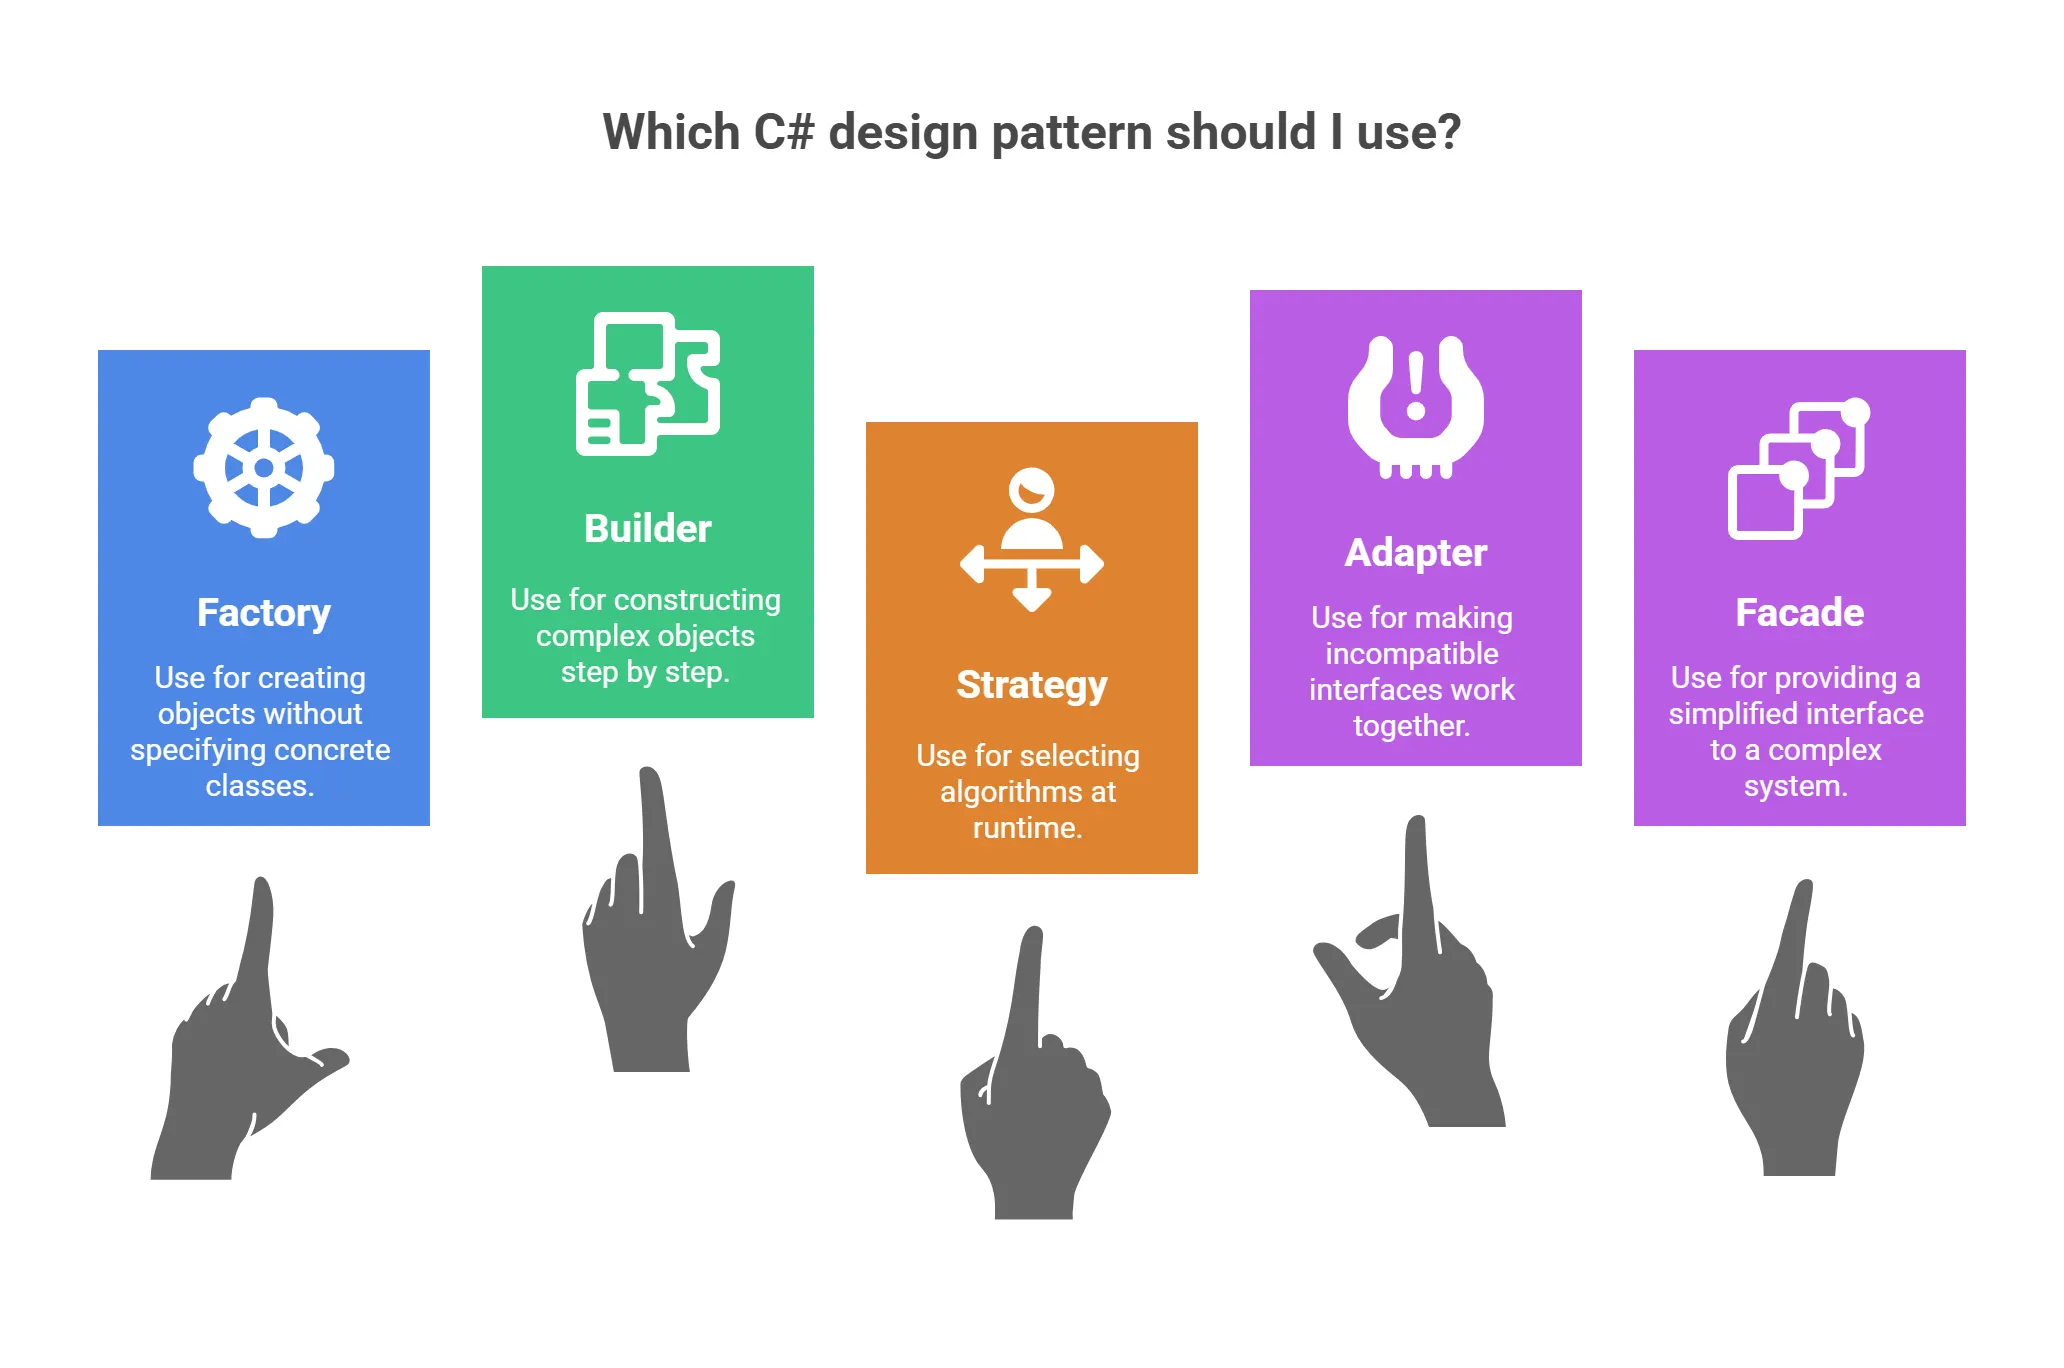 Which C# design pattern should I use?
Factory
Use for creating
objects without
specifying concrete
classes.
Builder
Use for constructing
complex objects
step by step.
Strategy
Use for selecting
algorithms at
runtime.
Adapter
Use for making
incompatible
interfaces work
together.
Facade
Use for providing a
simplified interface
to a complex
system.